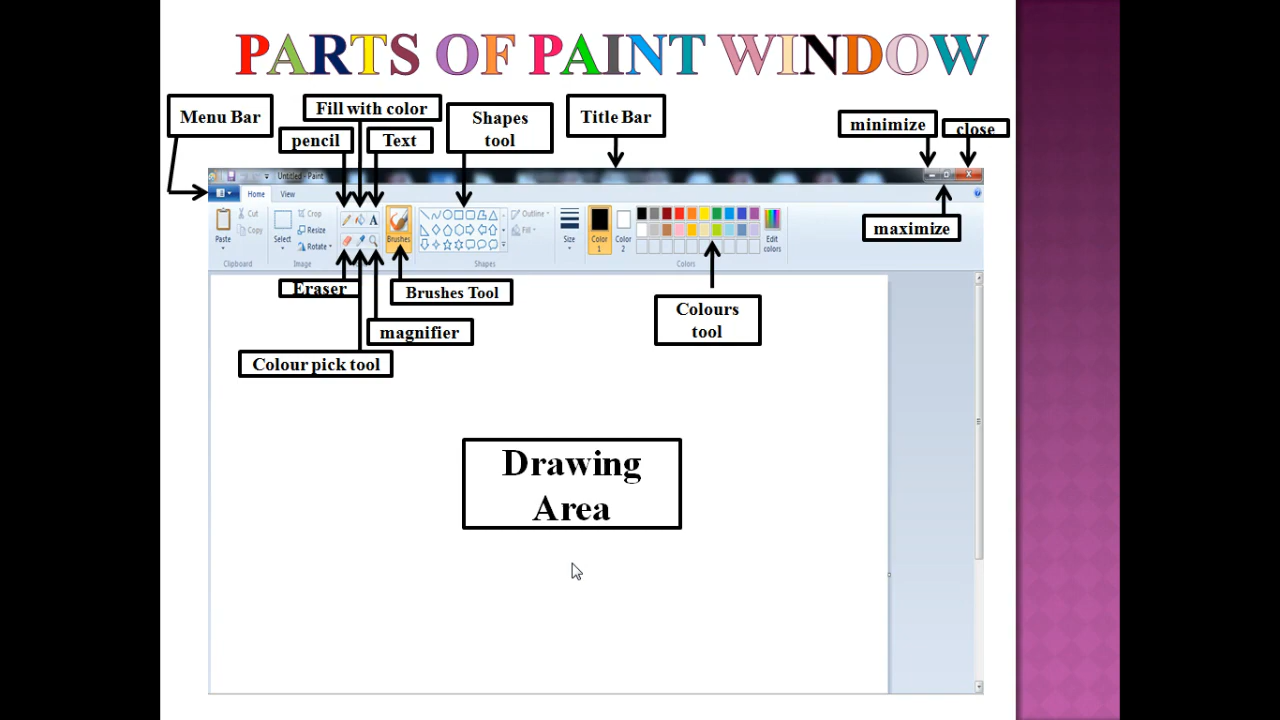 PARTS OF PAINT WINDOW
Menu Bar
Fill with color
pencil
Text
Shapes
tool
Title Bar
minimize
close
Untitled - Paint
Home
View
maximize
Paste
Cut
Copy
Clipboard
Select
Crop
Resize
Rotate
Image
Brushes
Outline
Fill
Shapes
Size
Color
1
Color
2
Edit
colors
Colors
Eraser
Brushes Tool
magnifier
Colour pick tool
Colours
tool
Drawing
Area